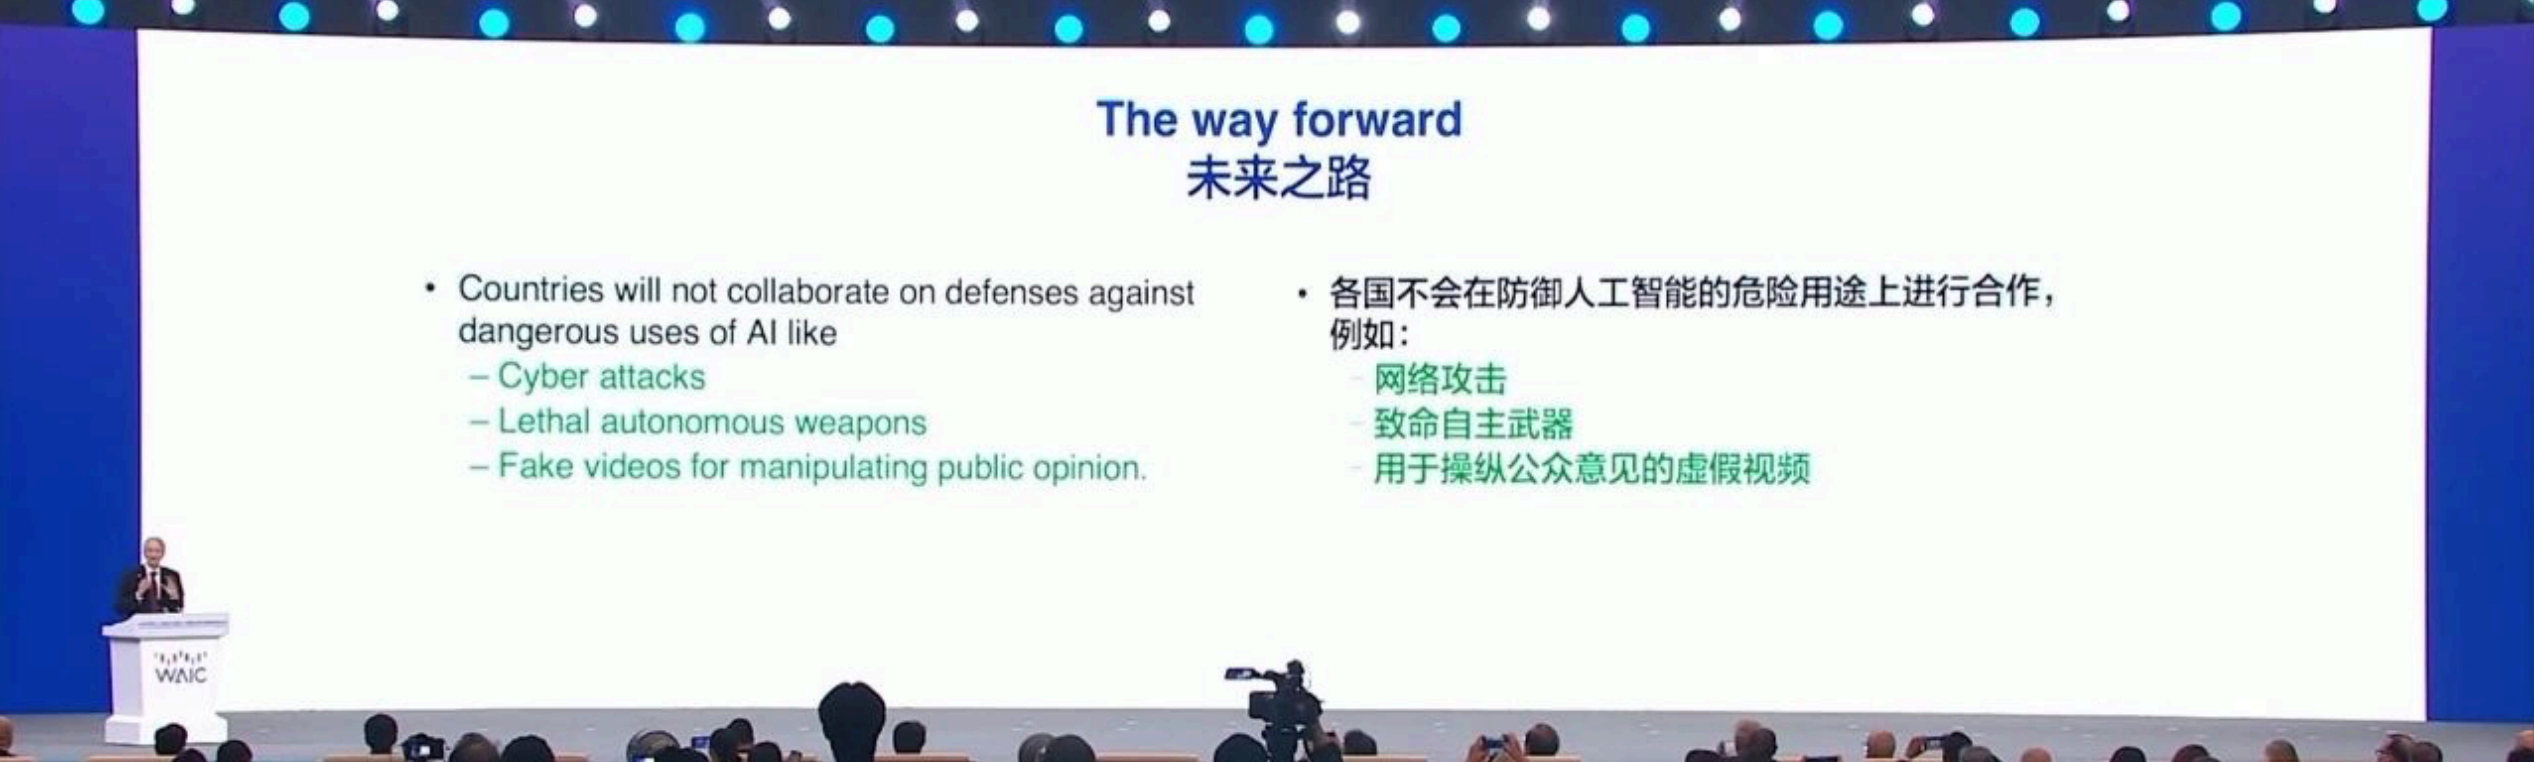 The way forward
未来之路
• Countries will not collaborate on defenses against
dangerous uses of AI like
– Cyber attacks
– Lethal autonomous weapons
– Fake videos for manipulating public opinion.
• 各国不会在防御人工智能的危险用途上进行合作，
例如：
- 网络攻击
- 致命自主武器
- 用于操纵公众意见的虚假视频
WAIC